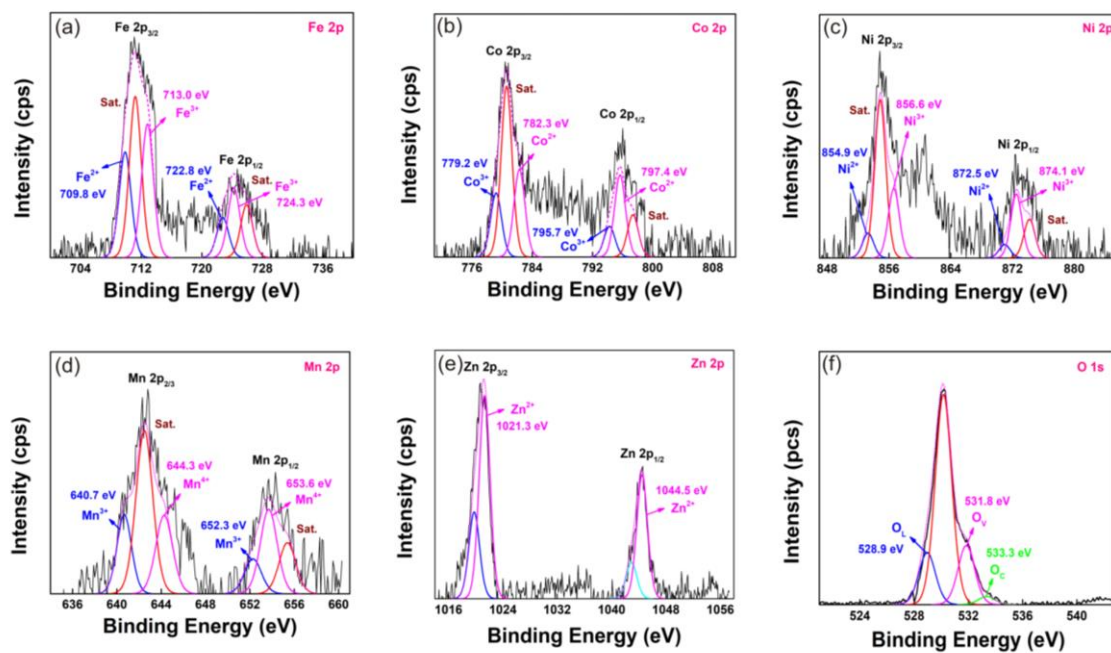 (a)
Fe 2p₃/₂
Fe 2p
Sat.
713.0 eV
Fe³⁺
Fe²⁺
709.8 eV
722.8 eV
Fe²⁺
Fe 2p₁/₂
Sat.
Fe³⁺
724.3 eV
Intensity (cps)
704 712 720 728 736
Binding Energy (eV)
(b)
Co 2p₃/₂
Co 2p
Sat.
782.3 eV
Co²⁺
779.2 eV
Co³⁺
Co 2p₁/₂
797.4 eV
Co²⁺
795.7 eV
Co³⁺
Sat.
Intensity (cps)
776 784 792 800 808
Binding Energy (eV)
(c)
Ni 2p₃/₂
Ni 2p
Sat.
856.6 eV
Ni³⁺
854.9 eV
Ni²⁺
Ni 2p₁/₂
872.5 eV
Ni²⁺
874.1 eV
Ni³⁺
Sat.
Intensity (cps)
848 856 864 872 880
Binding Energy (eV)
(d)
Mn 2p₂/₃
Mn 2p
Sat.
644.3 eV
Mn⁴⁺
640.7 eV
Mn³⁺
Mn 2p₁/₂
653.6 eV
Mn⁴⁺
652.3 eV
Mn³⁺
Sat.
Intensity (cps)
636 640 644 648 652 656 660
Binding Energy (eV)
(e)
Zn 2p₃/₂
Zn 2p
Zn²⁺
1021.3 eV
Zn 2p₁/₂
1044.5 eV
Zn²⁺
Intensity (cps)
1016 1024 1032 1040 1048 1056
Binding Energy (eV)
(f)
O 1s
531.8 eV
O_V
O_L
528.9 eV
533.3 eV
O_C
Intensity (pcs)
524 528 532 536 540
Binding Energy (eV)